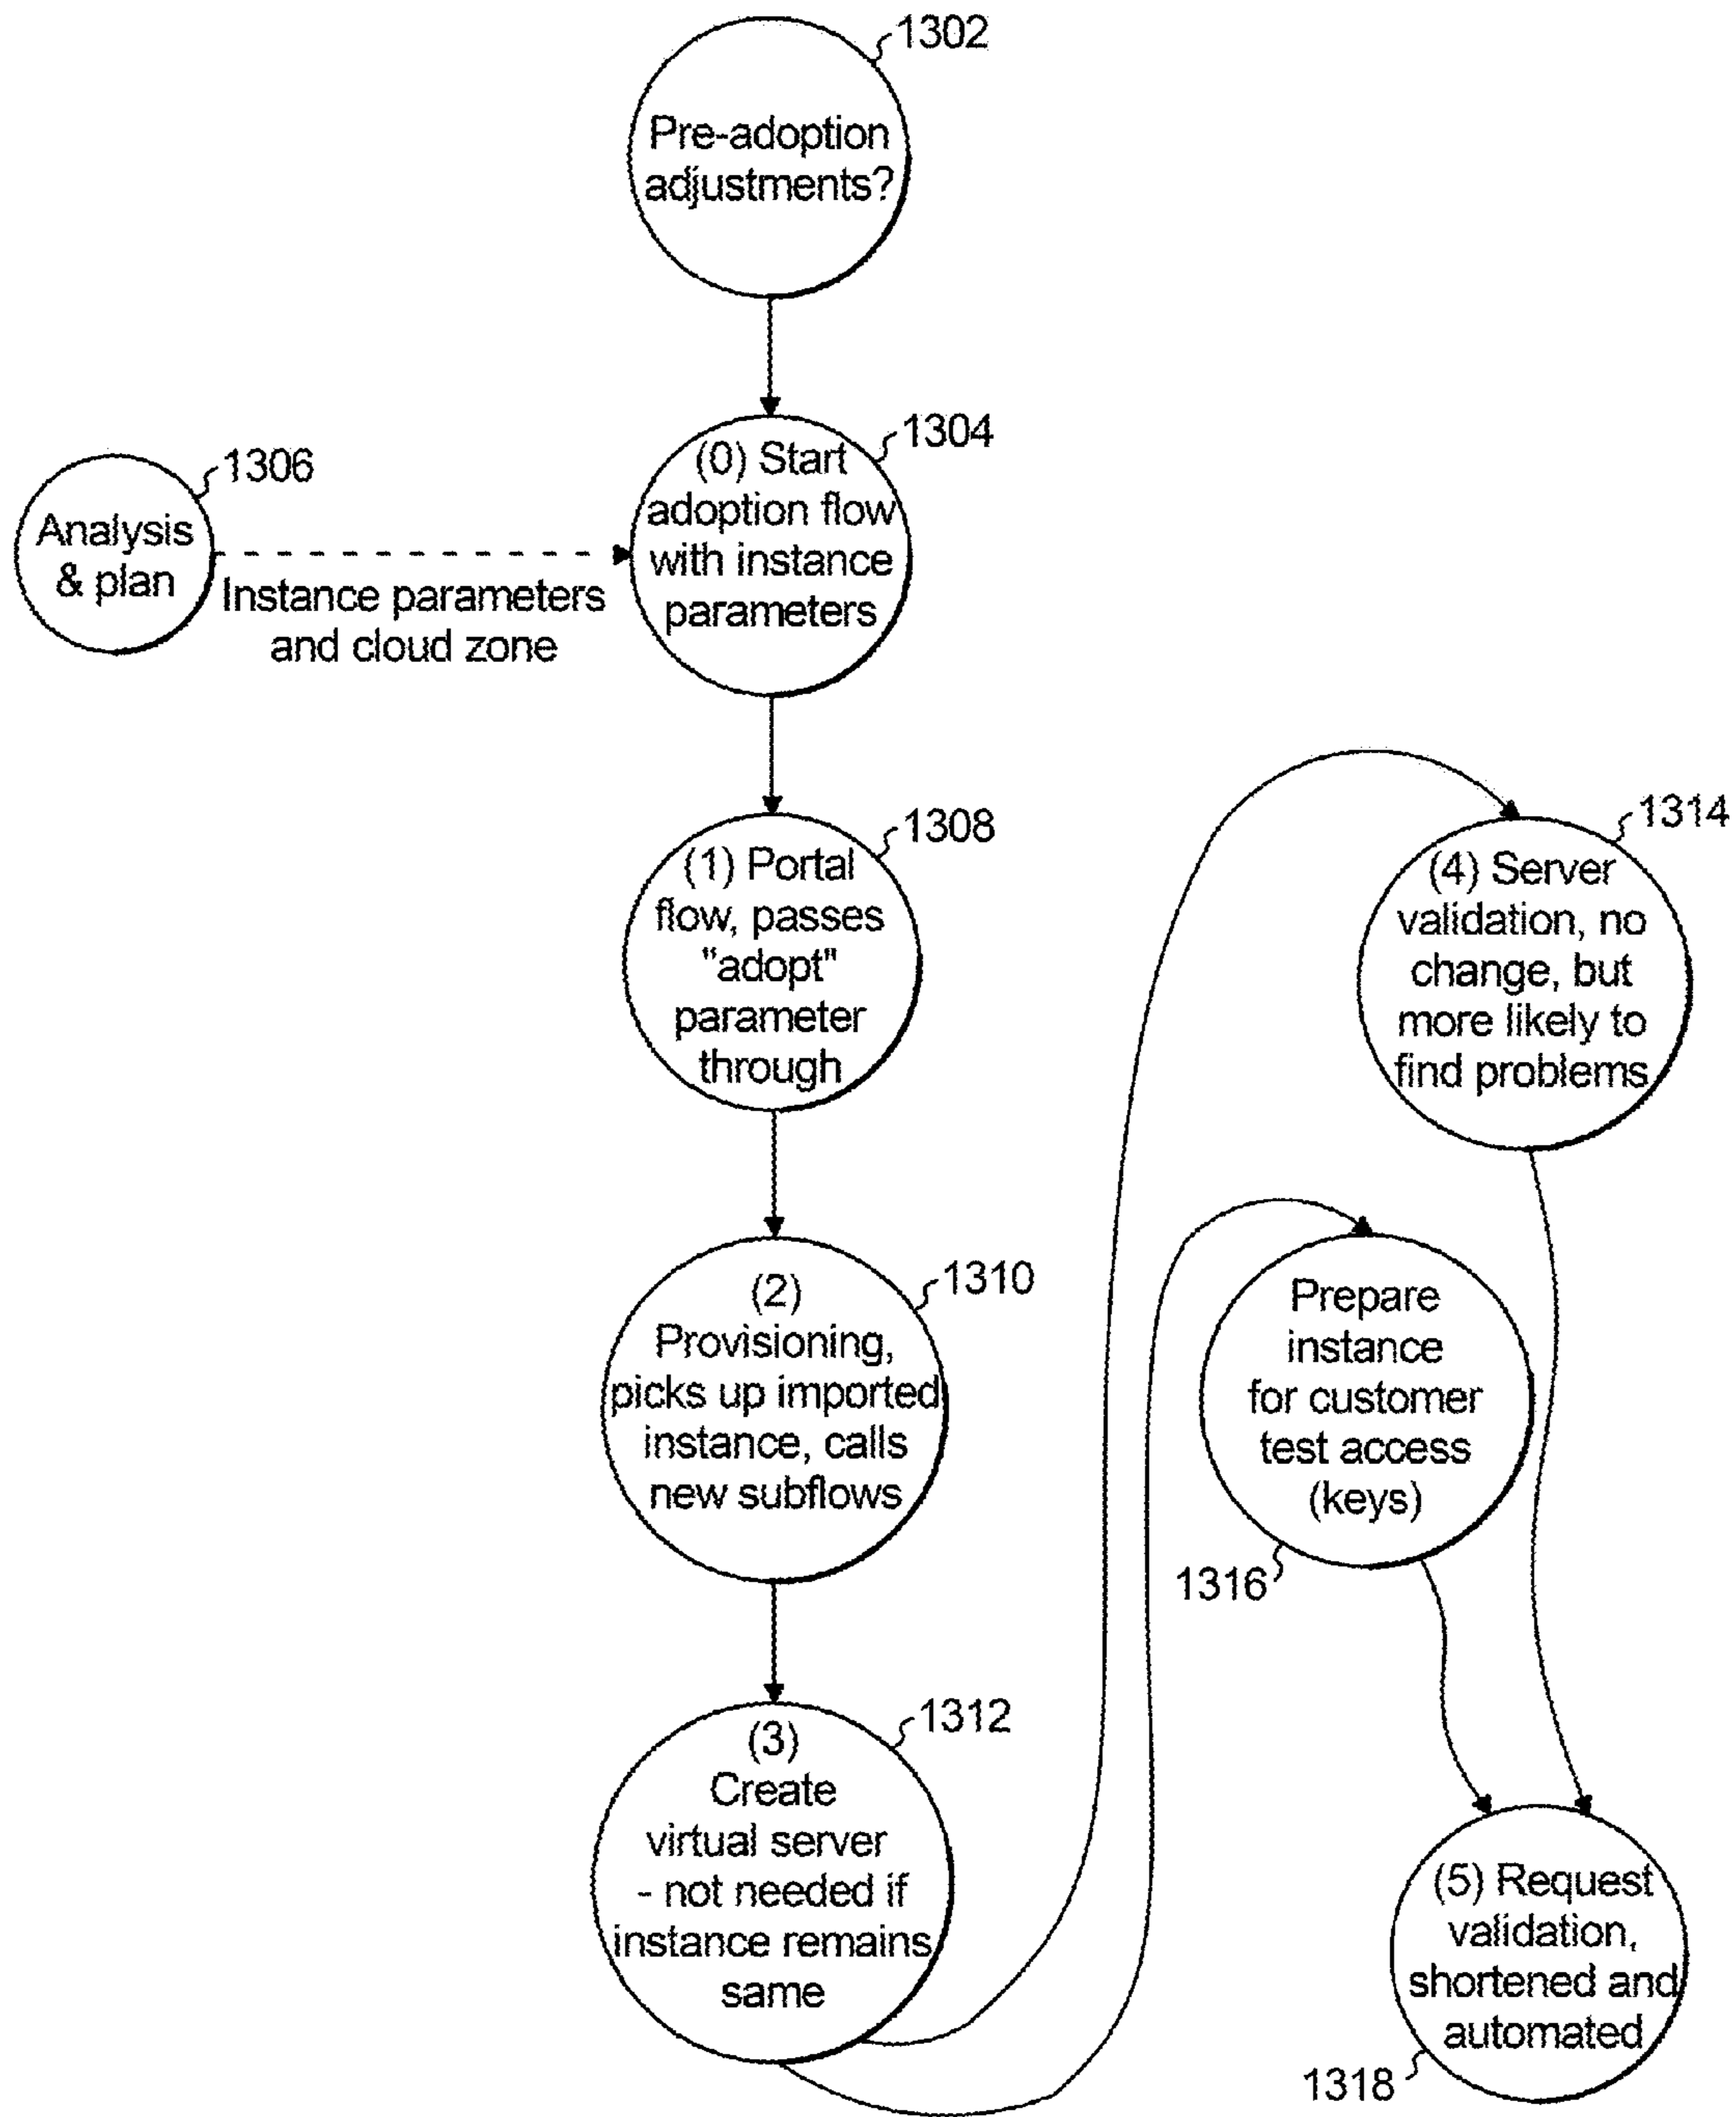 1302
Pre-adoption
adjustments?
1304
(0) Start
adoption flow
with instance
parameters
1306
Analysis
& plan
Instance parameters
and cloud zone
1308
(1) Portal
flow, passes
"adopt"
parameter
through
1310
(2)
Provisioning,
picks up imported
instance, calls
new subflows
1312
(3)
Create
virtual server
- not needed if
instance remains
same
1314
(4) Server
validation, no
change, but
more likely to
find problems
Prepare
instance
for customer
test access
(keys)
1316
(5) Request
validation,
shortened and
automated
1318